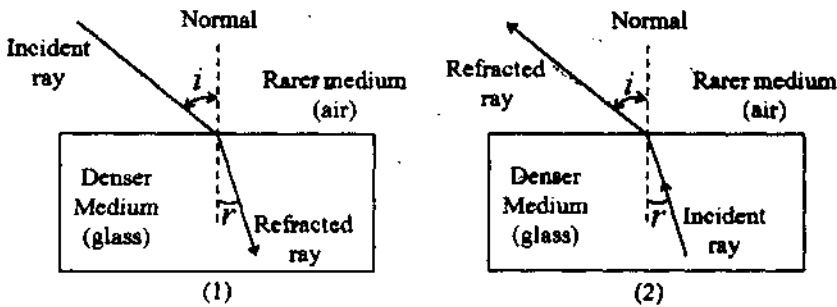 Normal
Incident
ray
i
Rarer medium
(air)
Denser
Medium
(glass)
r
Refracted
ray
(1)
Normal
Refracted
ray
i
Rarer medium
(air)
Denser
Medium
(glass)
r
Incident
ray
(2)